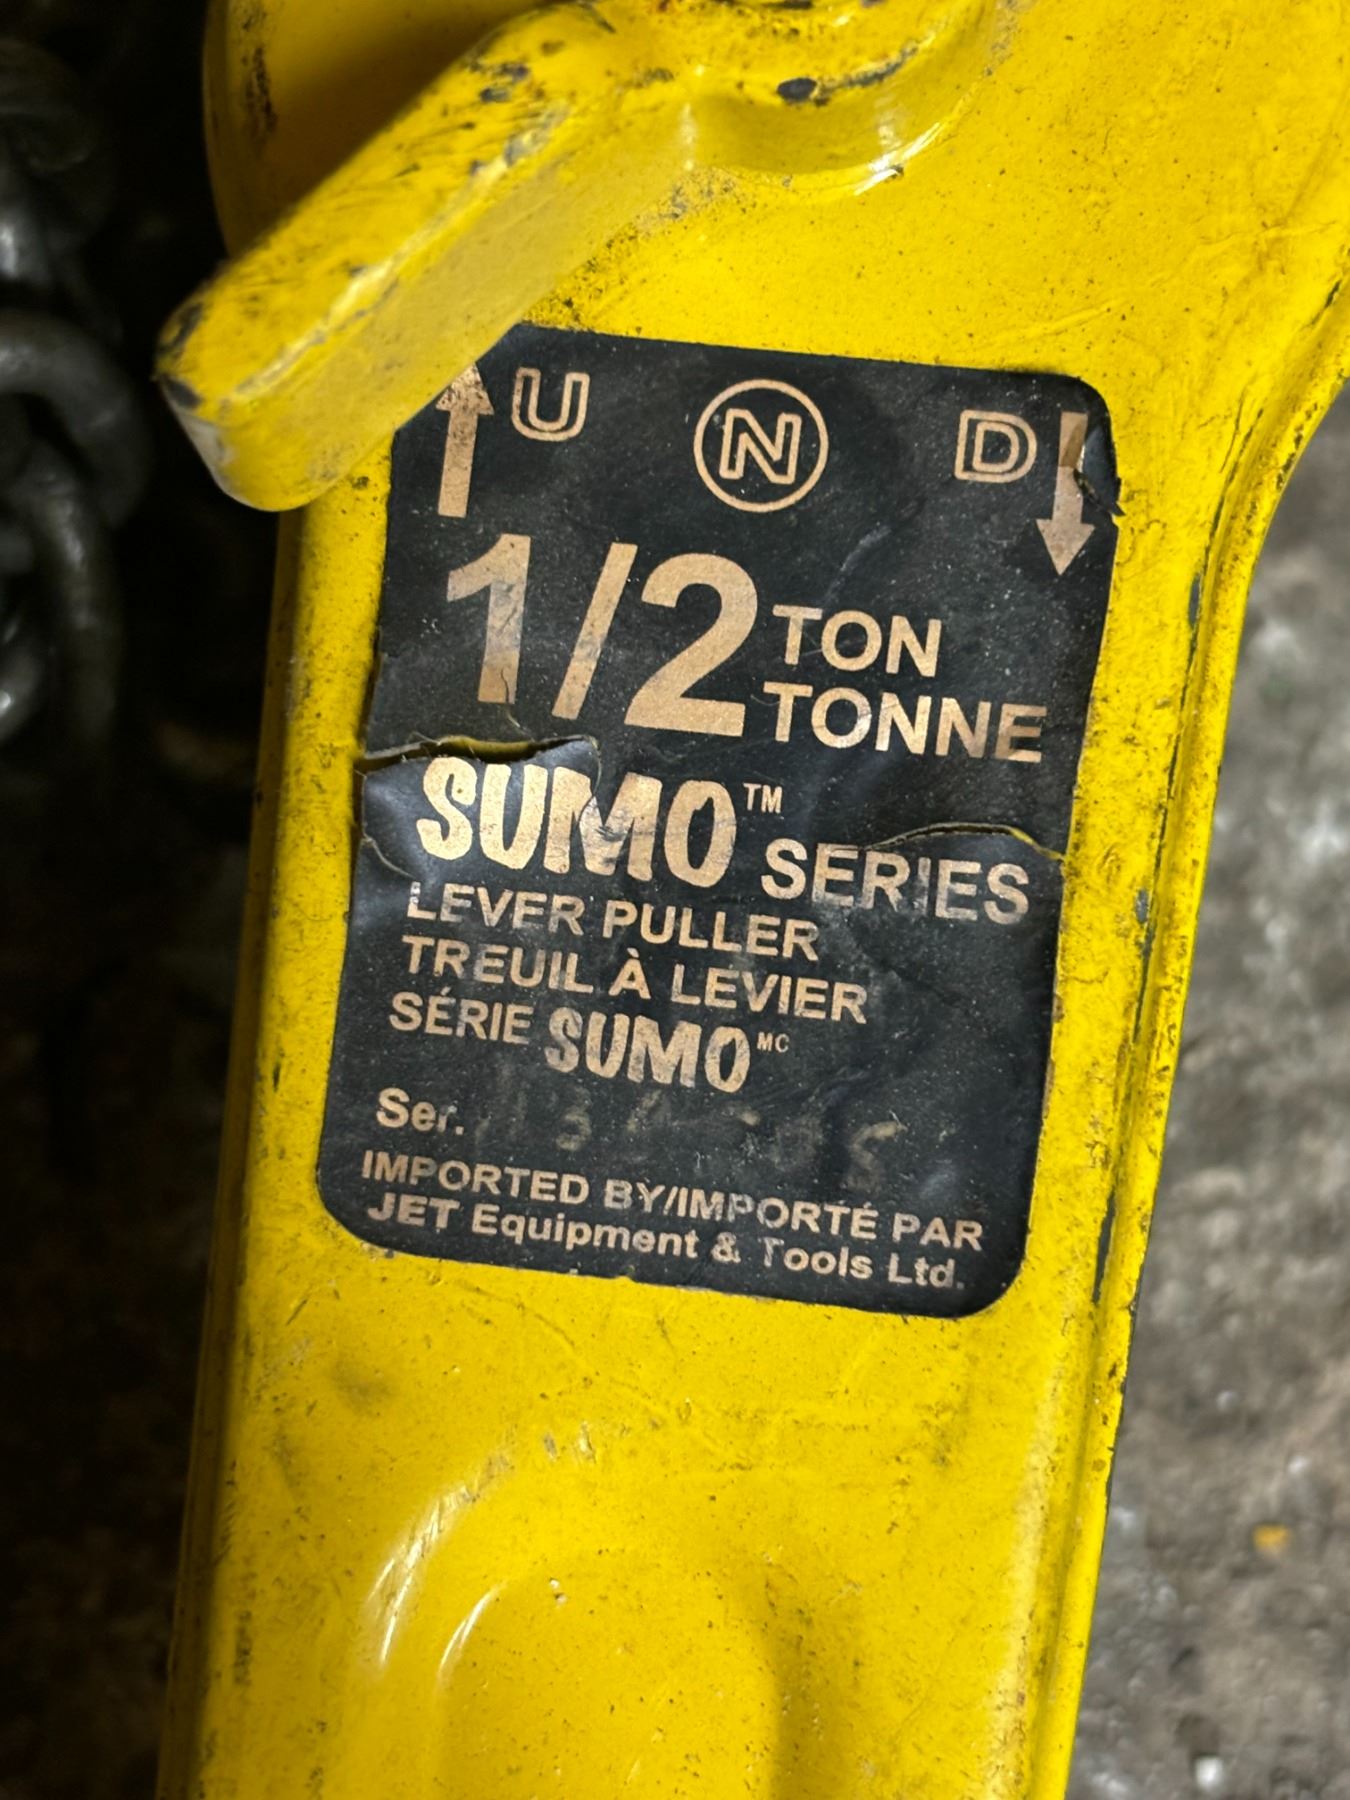 U N D
1/2 TON
TONNE
SUMO™ SERIES
LEVER PULLER
TREUIL À LEVIER
SÉRIE SUMO MC
Ser.
IMPORTED BY/IMPORTÉ PAR
JET Equipment & Tools Ltd.